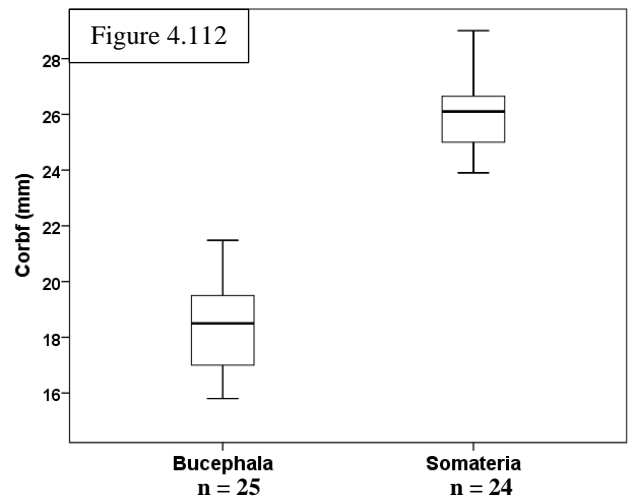 Figure 4.112
28
26
24
22
20
18
16
Corbf (mm)
Bucephala Somateria
n = 25 n = 24